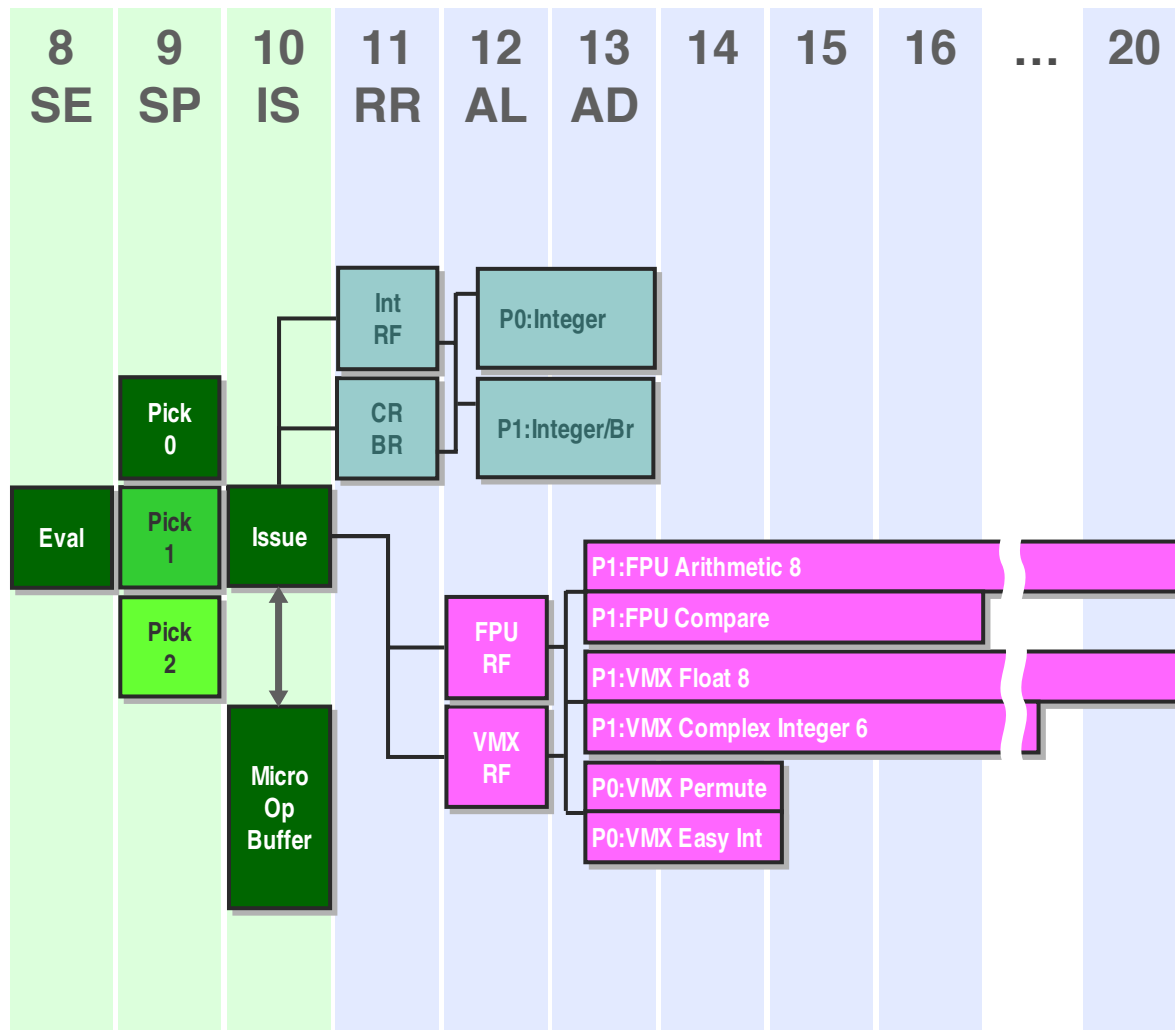 8 9 10 11 12 13 14 15 16 ... 20
SE SP IS RR AL AD
Int
RF
P0:Integer
CR
BR
P1:Integer/Br
Pick
0
Eval
Pick
1
Issue
Pick
2
P1:FPU Arithmetic 8
FPU
RF
P1:FPU Compare
P1:VMX Float 8
VMX
RF
P1:VMX Complex Integer 6
Micro
Op
Buffer
P0:VMX Permute
P0:VMX Easy Int